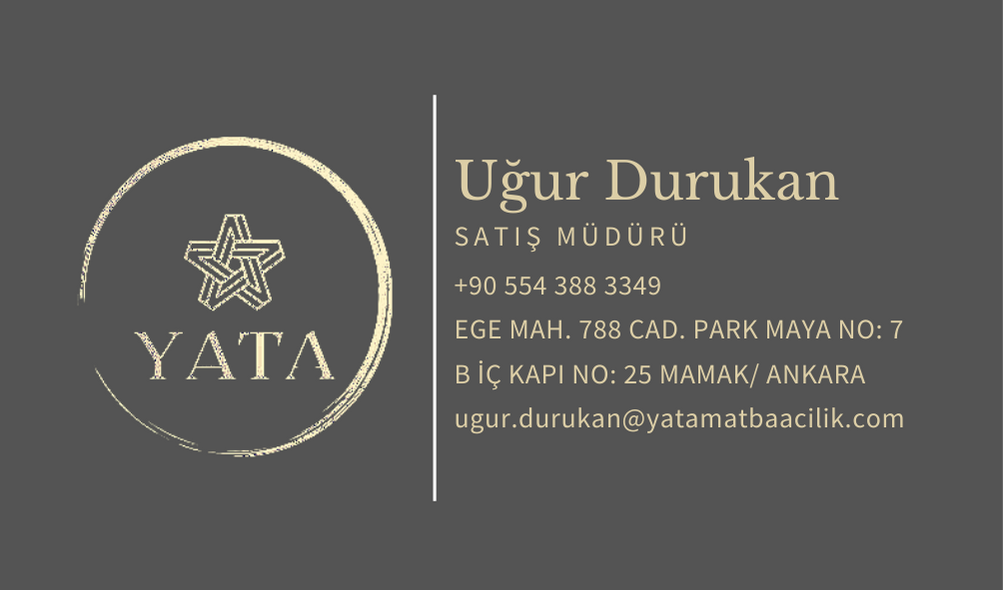 YATA
Uğur Durukan
SATIŞ MÜDÜRÜ
+90 554 388 3349
EGE MAH. 788 CAD. PARK MAYA NO: 7
B İÇ KAPI NO: 25 MAMAK/ ANKARA
ugur.durukan@yatamatbaacilik.com